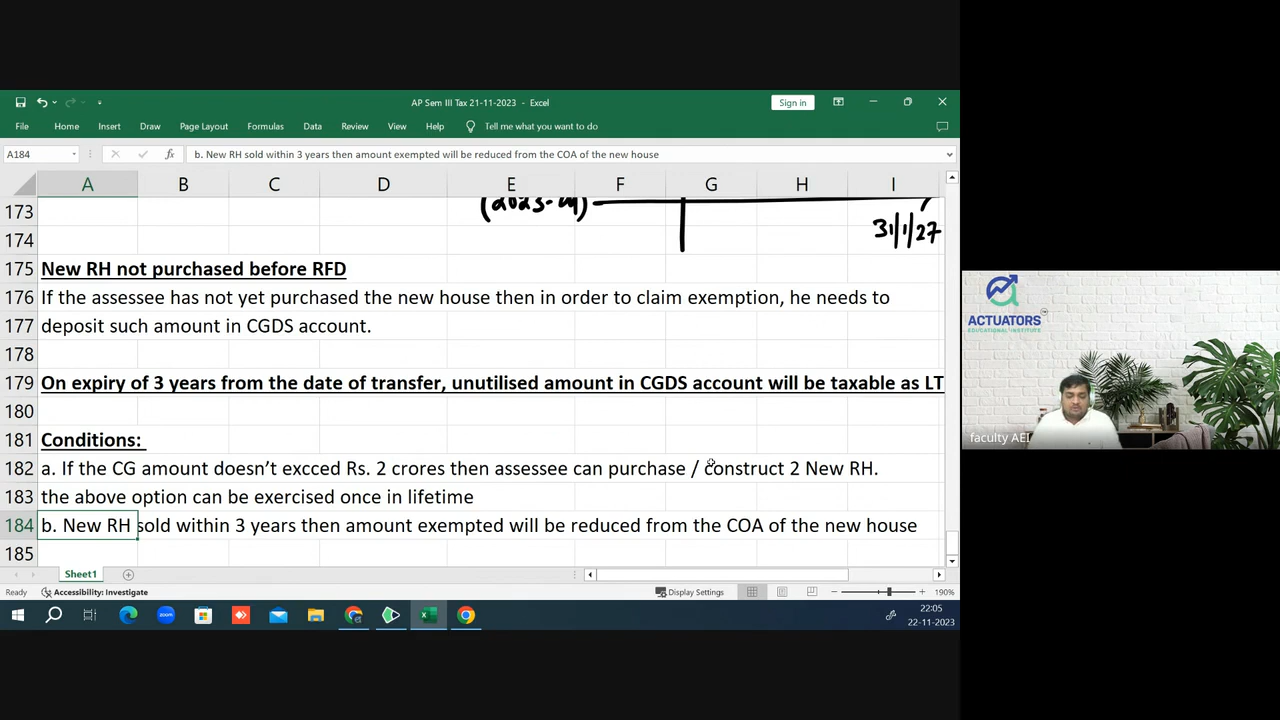 AP Sem III Tax 21-11-2023 - Excel
Sign in
File Home Insert Draw Page Layout Formulas Data Review View Help Tell me what you want to do
A184 fx b. New RH sold within 3 years then amount exempted will be reduced from the COA of the new house
A B C D E F G H I
173 (2023-24)
174 31/1/27
175 New RH not purchased before RFD
176 If the assessee has not yet purchased the new house then in order to claim exemption, he needs to
177 deposit such amount in CGDS account.
178
179 On expiry of 3 years from the date of transfer, unutilised amount in CGDS account will be taxable as LT
180
181 Conditions:
182 a. If the CG amount doesn't excced Rs. 2 crores then assessee can purchase / construct 2 New RH.
183 the above option can be exercised once in lifetime
184 b. New RH sold within 3 years then amount exempted will be reduced from the COA of the new house
185
Sheet1
Ready Accessibility: Investigate Display Settings 190%
zoom
22:05
22-11-2023
ACTUATORS
EDUCATIONAL INSTITUTE
faculty AEI